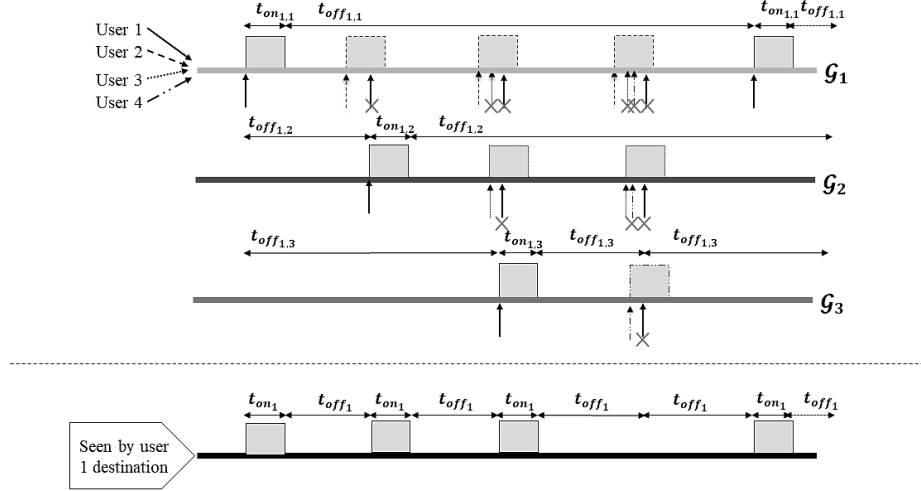 t_on1,1 t_off1,1 t_on1,1 t_off1,1
User 1
User 2
User 3
User 4
𝒢1
t_off1,2 t_on1,2 t_off1,2
𝒢2
t_off1,3 t_on1,3 t_off1,3 t_off1,3
𝒢3
t_on1 t_off1 t_on1 t_off1 t_on1 t_off1 t_off1 t_on1 t_off1
Seen by user
1 destination